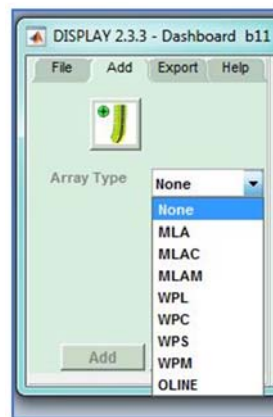 DISPLAY 2.3.3 - Dashboard b11
File Add Export Help
Array Type None
None
MLA
MLAC
MLAM
WPL
WPC
WPS
WPM
OLINE
Add